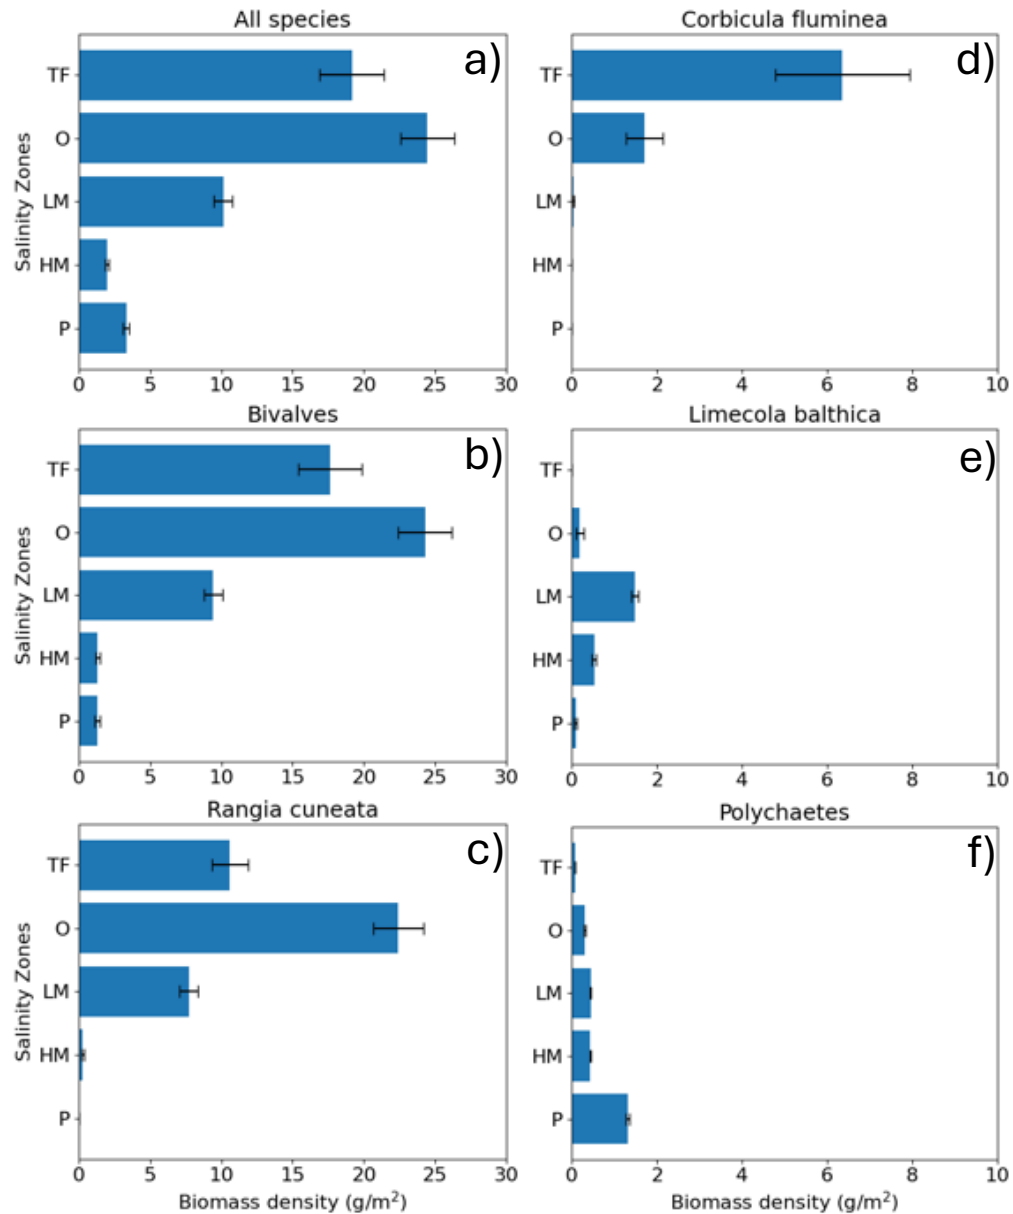 All species
a)
Salinity Zones
TF
O
LM
HM
P
0 5 10 15 20 25 30
Corbicula fluminea
d)
TF
O
LM
HM
P
0 2 4 6 8 10
Bivalves
b)
Salinity Zones
TF
O
LM
HM
P
0 5 10 15 20 25 30
Limecola balthica
e)
TF
O
LM
HM
P
0 2 4 6 8 10
Rangia cuneata
c)
Salinity Zones
TF
O
LM
HM
P
0 5 10 15 20 25 30
Biomass density (g/m²)
Polychaetes
f)
TF
O
LM
HM
P
0 2 4 6 8 10
Biomass density (g/m²)